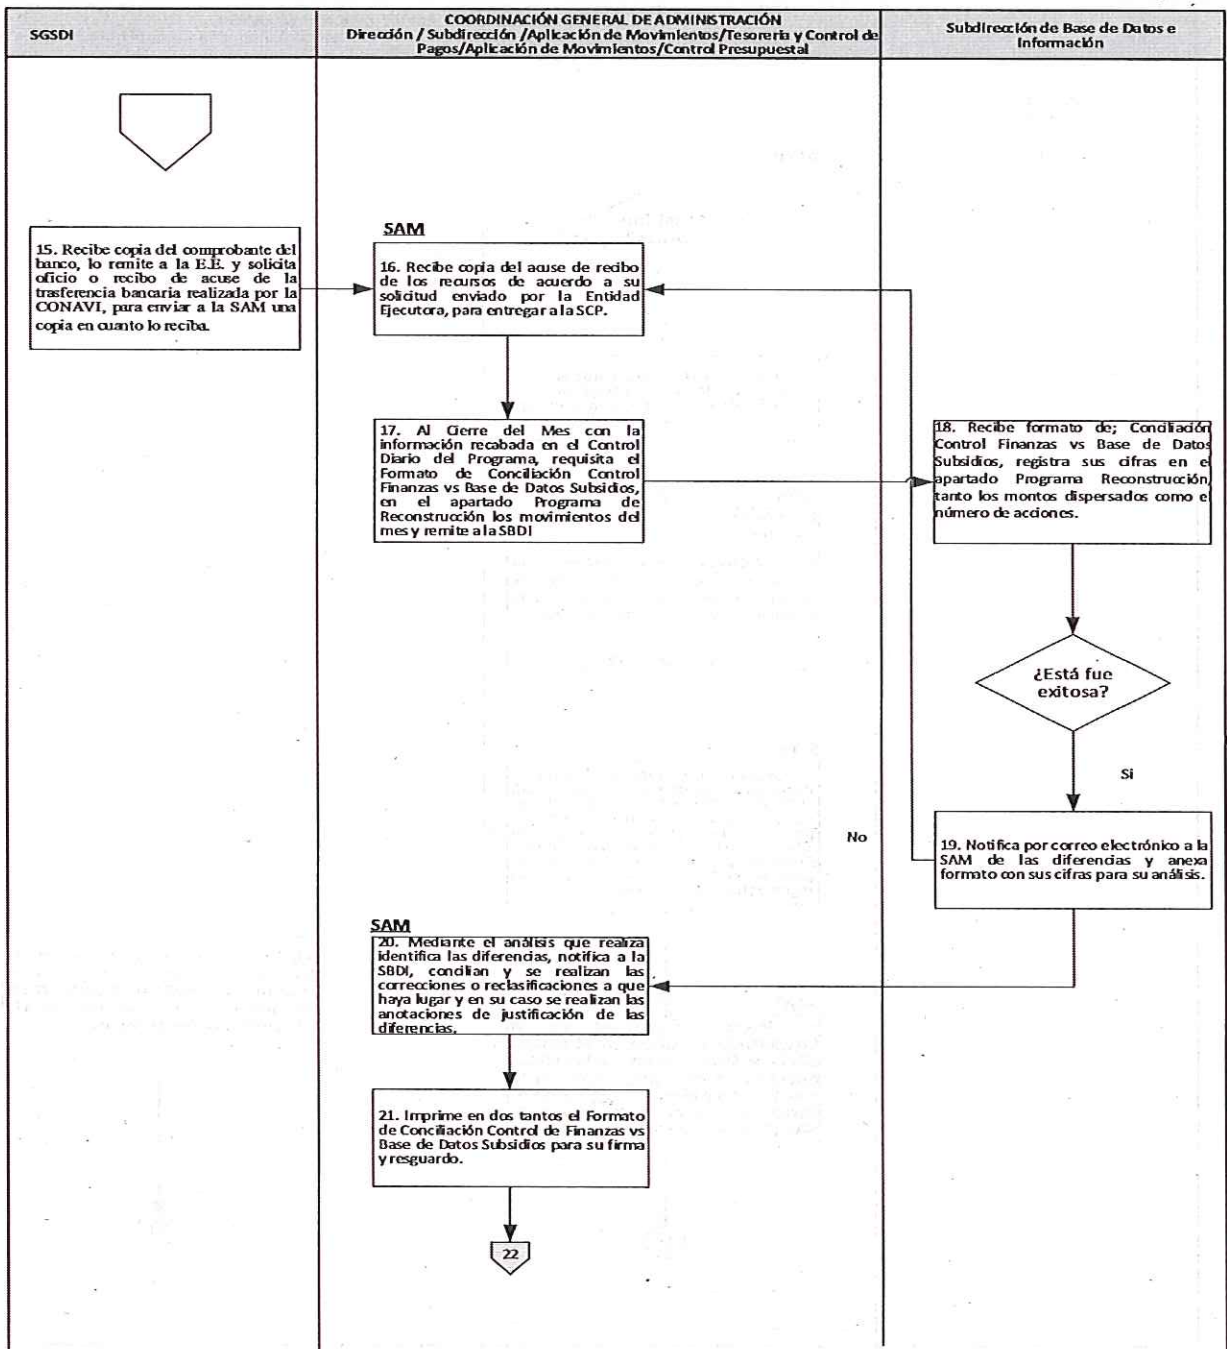 SGSDI
COORDINACIÓN GENERAL DE ADMINISTRACIÓN
Dirección / Subdirección /Aplicación de Movimientos/Tesoreria y Control de
Pagos/Aplicación de Movimientos/Control Presupuestal
Subdirección de Base de Datos e
Información
15. Recibe copia del comprobante del
banco, lo remite a la E.E. y solicita
oficio o recibo de acuse de la
trasferencia bancaria realizada por la
CONAVI, para enviar a la SAM una
copia en cuanto lo reciba.
SAM
16. Recibe copia del acuse de recibo
de los recursos de acuerdo a su
solicitud enviado por la Entidad
Ejecutora, para entregar a la SCP.
17. Al Cierre del Mes con la
información recabada en el Control
Diario del Programa, requisita el
Formato de Conciliación Control
Finanzas vs Base de Datos Subsidios,
en el apartado Programa de
Reconstrucción los movimientos del
mes y remite a la SBDI
18. Recibe formato de; Conciliación
Control Finanzas vs Base de Datos
Subsidios, registra sus cifras en el
apartado Programa Reconstrucción,
tanto los montos dispersados como el
número de acciones.
¿Está fue
exitosa?
Si
No
19. Notifica por correo electrónico a la
SAM de las diferencias y anexa
formato con sus cifras para su análisis.
SAM
20. Mediante el análisis que realiza
identifica las diferencias, notifica a la
SBDI, concilian y se realizan las
correcciones o reclasificaciones a que
haya lugar y en su caso se realizan las
anotaciones de justificación de las
diferencias.
21. Imprime en dos tantos el Formato
de Conciliación Control de Finanzas vs
Base de Datos Subsidios para su firma
y resguardo.
22